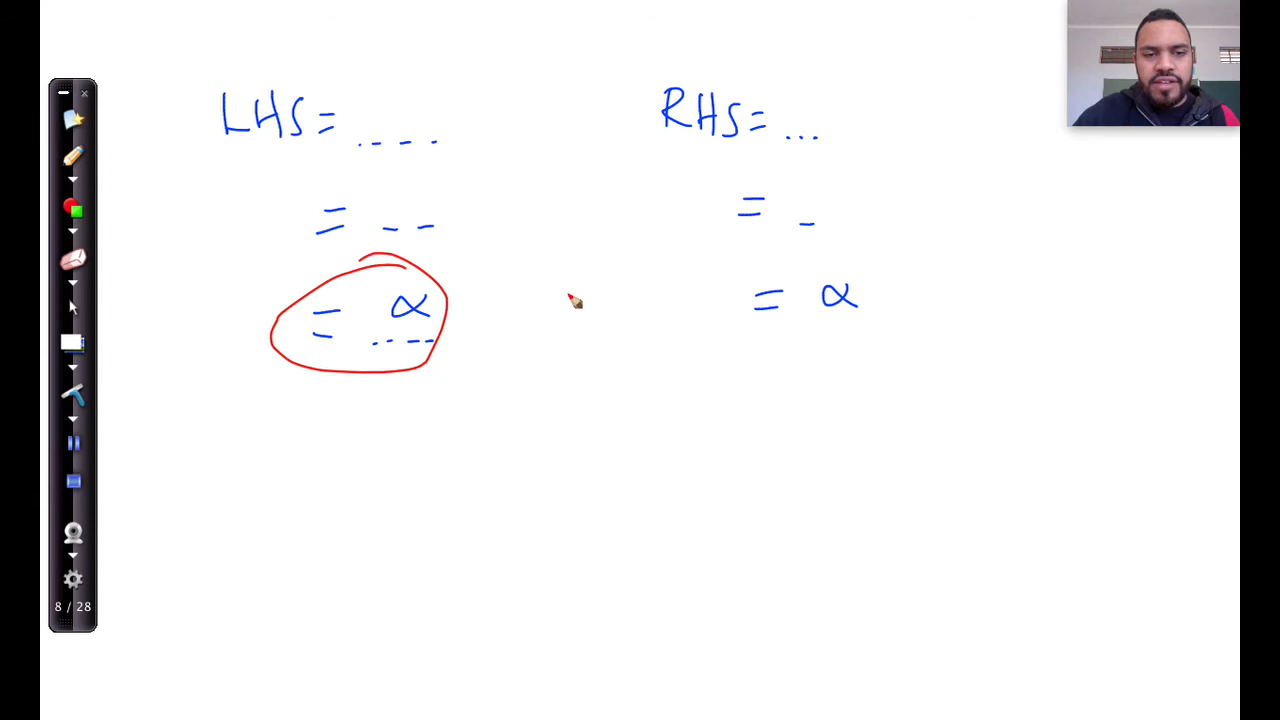 LHS = . - - .
RHS = ...
= - -
= -
= α
= α
= .. - -
8 / 28